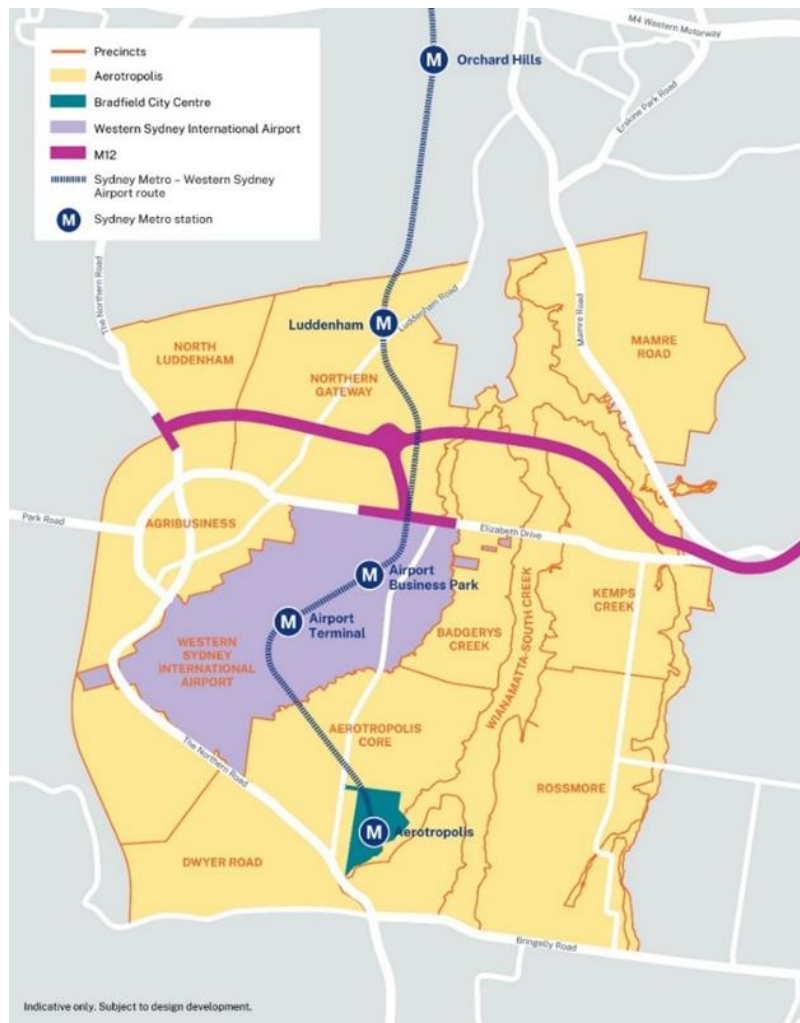 Precincts
Aerotropolis
Bradfield City Centre
Western Sydney International Airport
M12
Sydney Metro – Western Sydney
Airport route
M
Sydney Metro station
M4 Western Motorway
M
Orchard Hills
Erskine Park Road
The Northern Road
Luddenham
M
Luddenham Road
Mamre Road
NORTH
LUDDENHAM
NORTHERN
GATEWAY
MAMRE
ROAD
Park Road
AGRIBUSINESS
Elizabeth Drive
M
Airport
Business Park
M
Airport
Terminal
KEMPS
CREEK
BADGERYS
CREEK
WIANAMATTA-SOUTH CREEK
WESTERN
SYDNEY
INTERNATIONAL
AIRPORT
The Northern Road
AEROTROPOLIS
CORE
ROSSMORE
M
Aerotropolis
DWYER ROAD
Bringelly Road
Indicative only. Subject to design development.